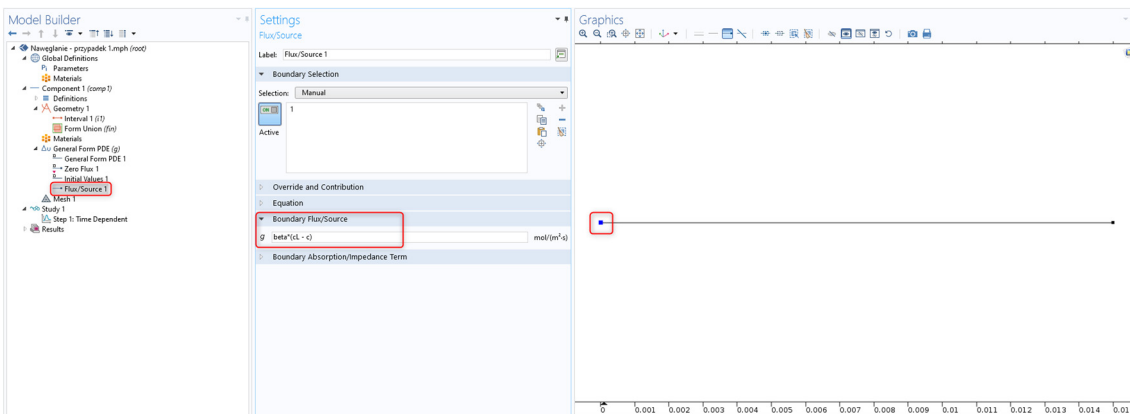 Model Builder
Nawęglanie - przypadek 1.mph (root)
Global Definitions
Pi Parameters
Materials
Component 1 (comp1)
Definitions
Geometry 1
Interval 1 (i1)
Form Union (fin)
Materials
Δu General Form PDE (g)
General Form PDE 1
Zero Flux 1
Initial Values 1
Flux/Source 1
Mesh 1
Study 1
Step 1: Time Dependent
Results
Settings
Flux/Source
Label: Flux/Source 1
Boundary Selection
Selection: Manual
1
Active
Override and Contribution
Equation
Boundary Flux/Source
g beta*(cL - c) mol/(m²·s)
Boundary Absorption/Impedance Term
Graphics
0 0.001 0.002 0.003 0.004 0.005 0.006 0.007 0.008 0.009 0.01 0.011 0.012 0.013 0.014